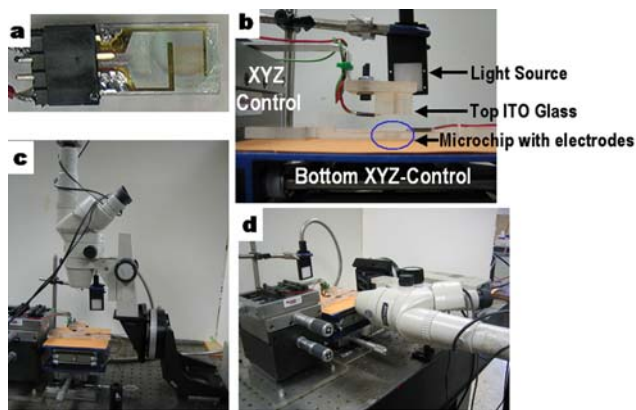 a
b
XYZ
Control
Light Source
Top ITO Glass
Microchip with electrodes
Bottom XYZ-Control
c
d